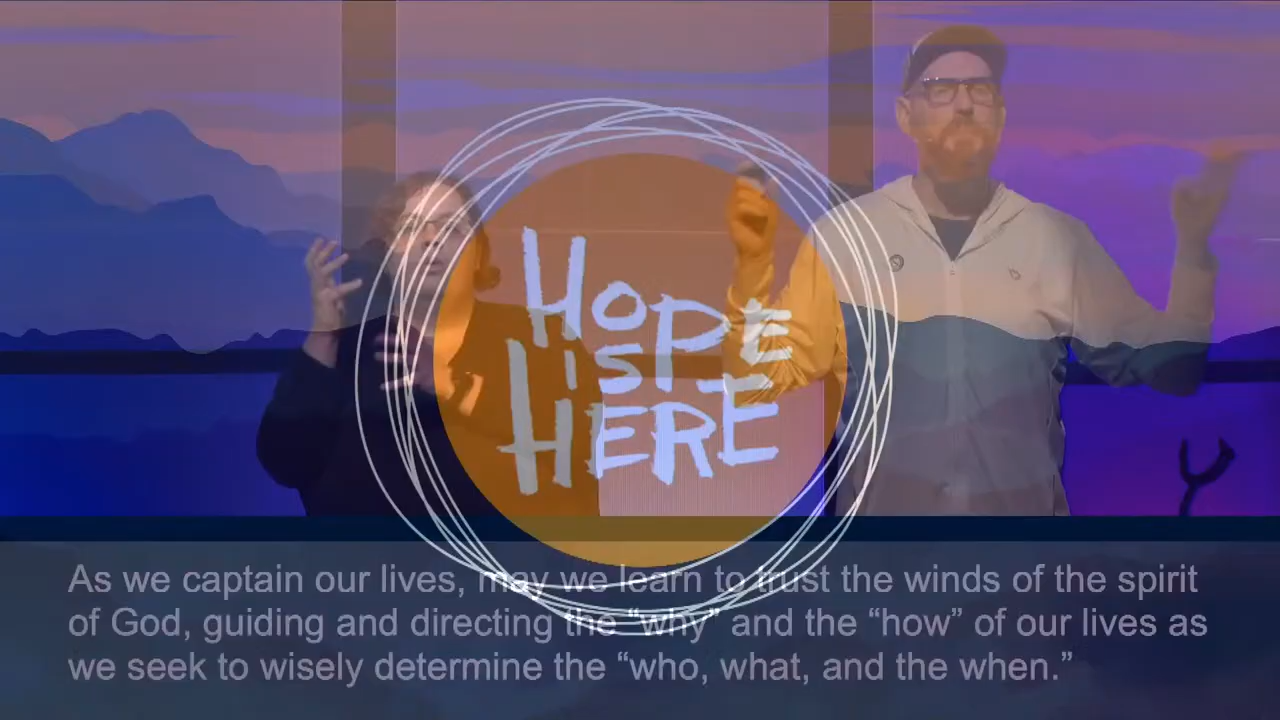 HOPE
IS
HERE
As we captain our lives, may we learn to trust the winds of the spirit
of God, guiding and directing the “why” and the “how” of our lives as
we seek to wisely determine the “who, what, and the when.”